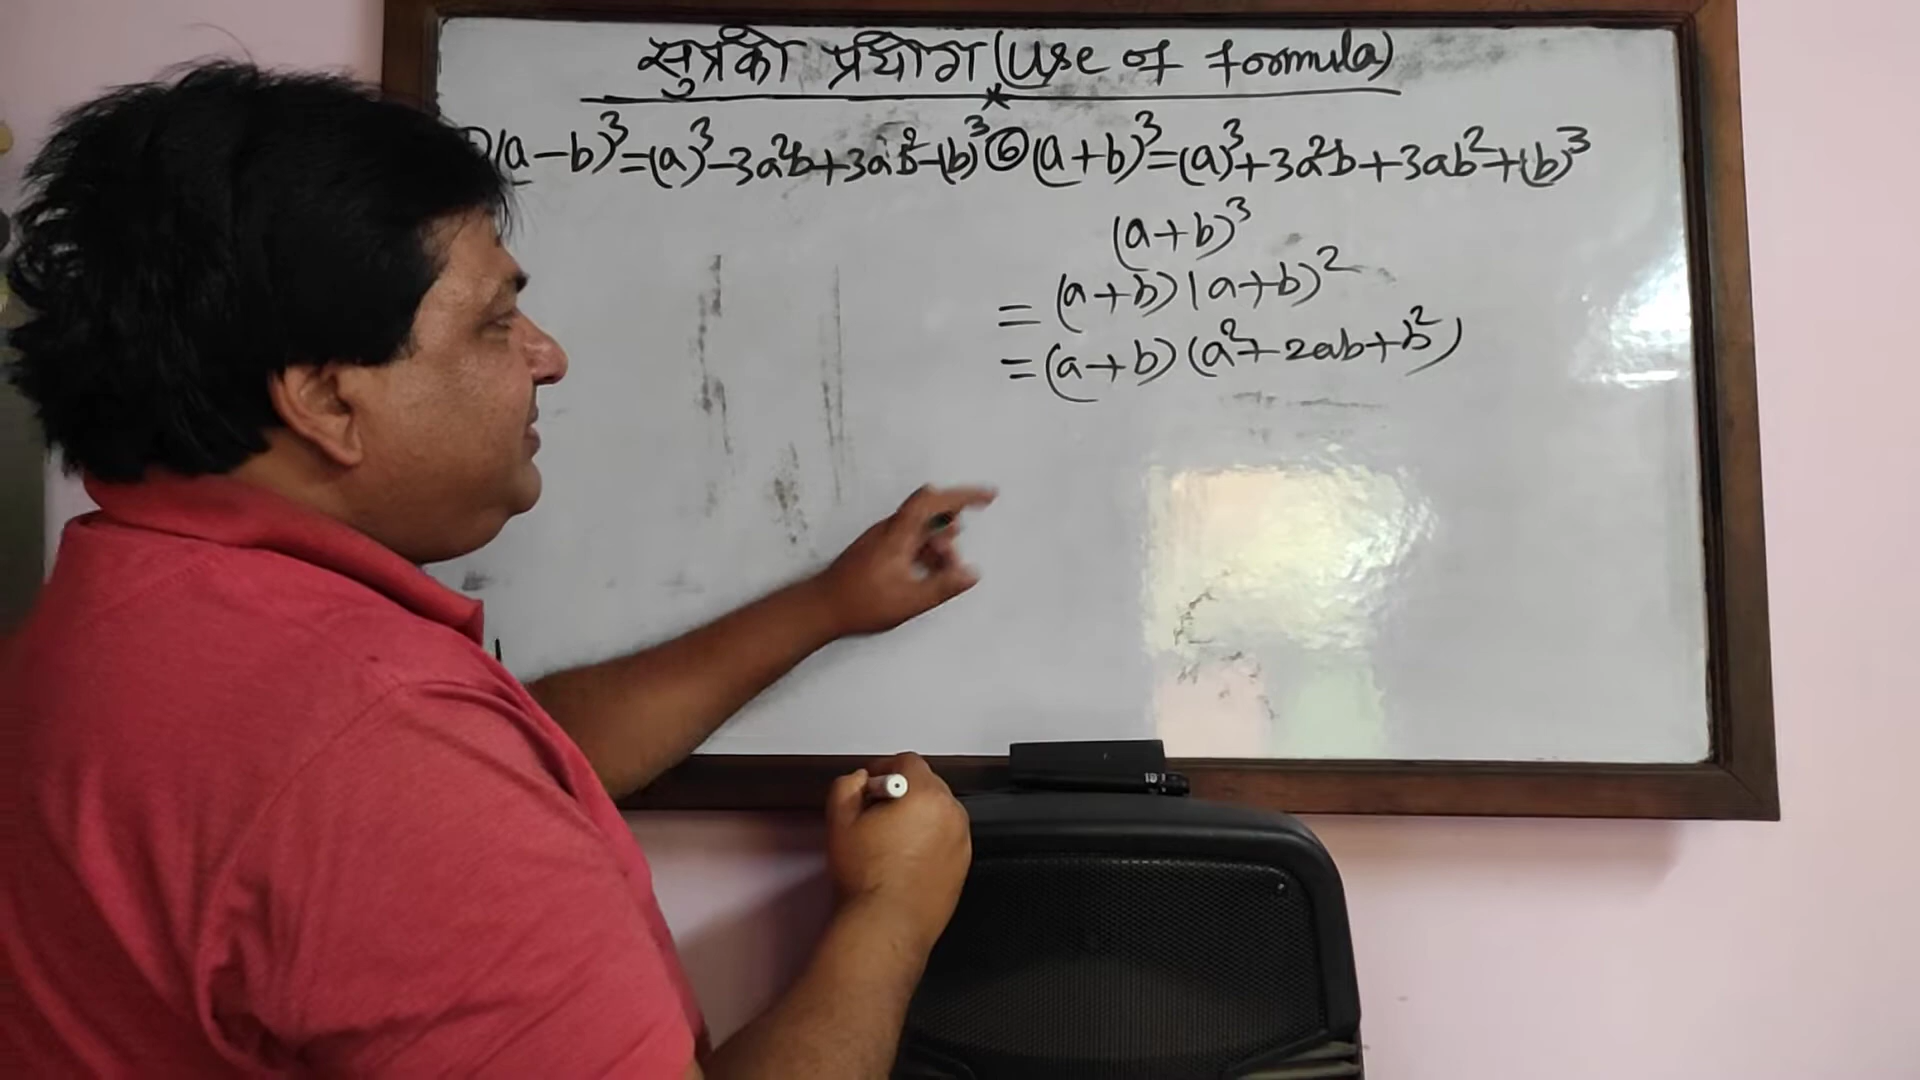 सुत्रको प्रयोग (Use of formula)
(a-b)³=(a)³-3a²b+3ab²-(b)³ ⑥ (a+b)³=(a)³+3a²b+3ab²+(b)³
(a+b)³
= (a+b)(a+b)²
= (a+b)(a²+2ab+b²)